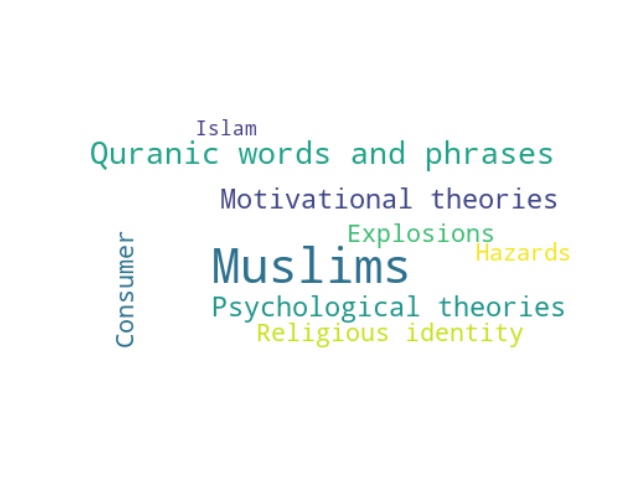 Islam
Quranic words and phrases
Motivational theories
Explosions
Hazards
Muslims
Consumer
Psychological theories
Religious identity